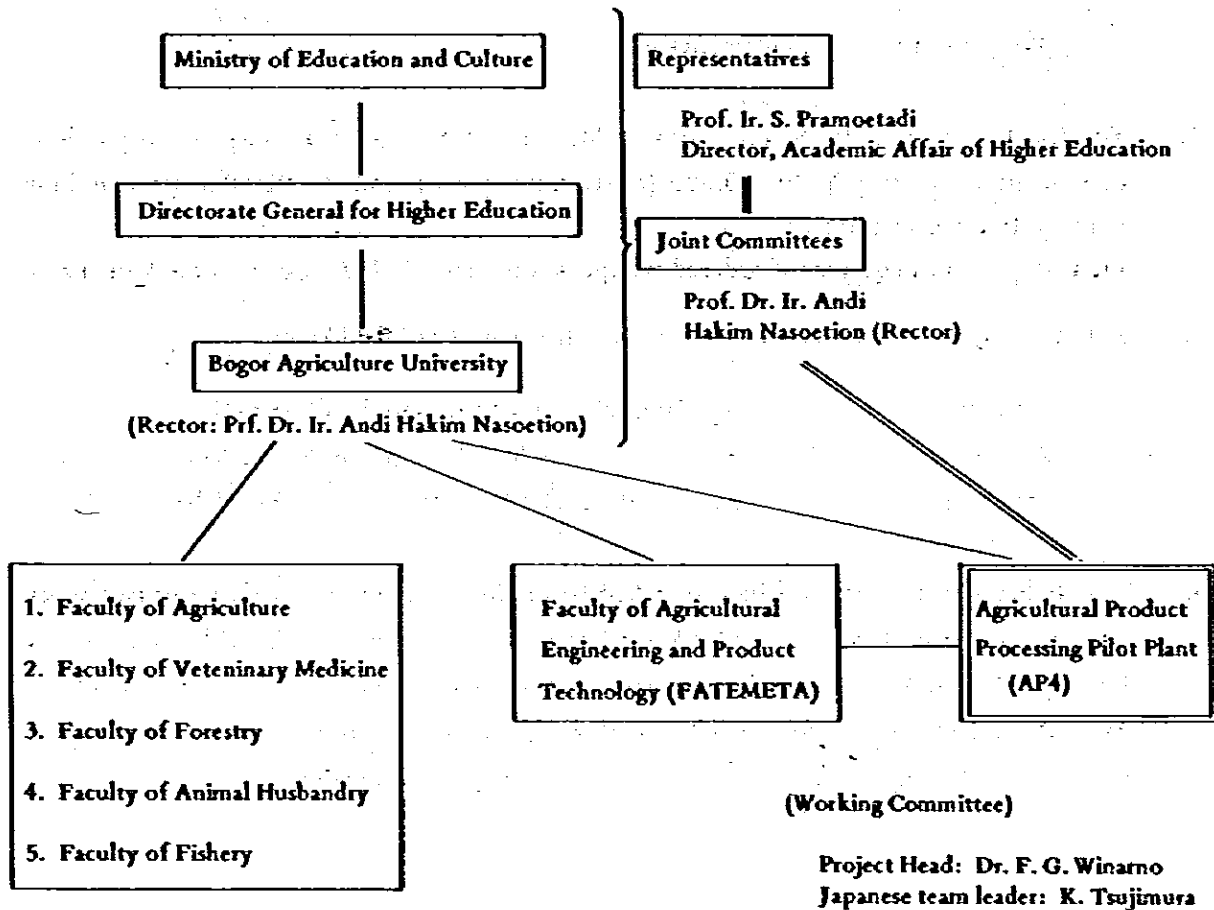 Ministry of Education and Culture
Directorate General for Higher Education
Bogor Agriculture University
(Rector: Prf. Dr. Ir. Andi Hakim Nasoetion)
Representatives
Prof. Ir. S. Pramoetadi
Director, Academic Affair of Higher Education
Joint Committees
Prof. Dr. Ir. Andi
Hakim Nasoetion (Rector)
1. Faculty of Agriculture
2. Faculty of Veteninary Medicine
3. Faculty of Forestry
4. Faculty of Animal Husbandry
5. Faculty of Fishery
Faculty of Agricultural
Engineering and Product
Technology (FATEMETA)
Agricultural Product
Processing Pilot Plant
(AP4)
(Working Committee)
Project Head: Dr. F. G. Winarno
Japanese team leader: K. Tsujimura